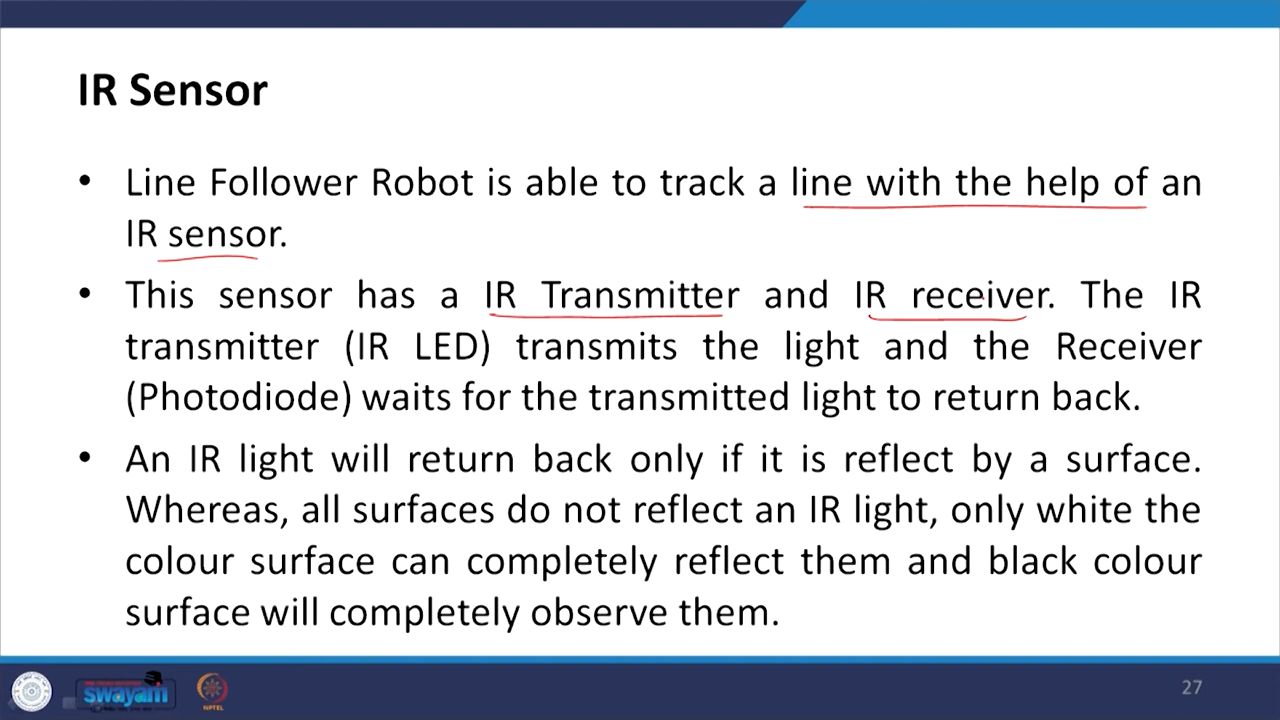 IR Sensor
• Line Follower Robot is able to track a line with the help of an
IR sensor.
• This sensor has a IR Transmitter and IR receiver. The IR
transmitter (IR LED) transmits the light and the Receiver
(Photodiode) waits for the transmitted light to return back.
• An IR light will return back only if it is reflect by a surface.
Whereas, all surfaces do not reflect an IR light, only white the
colour surface can completely reflect them and black colour
surface will completely observe them.
swayam
NPTEL
27